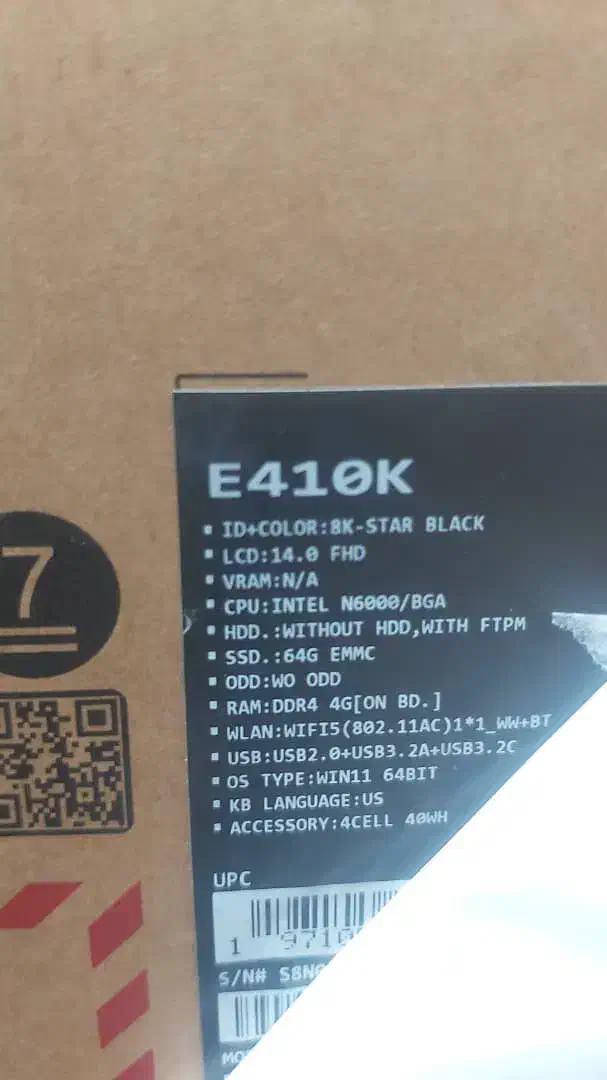 E410K
▪ ID+COLOR:8K-STAR BLACK
▪ LCD:14.0 FHD
▪ VRAM:N/A
▪ CPU:INTEL N6000/BGA
▪ HDD.:WITHOUT HDD,WITH FTPM
▪ SSD.:64G EMMC
▪ ODD:WO ODD
▪ RAM:DDR4 4G[ON BD.]
▪ WLAN:WIFI5(802.11AC)1*1_WW+BT
▪ USB:USB2.0+USB3.2A+USB3.2C
▪ OS TYPE:WIN11 64BIT
▪ KB LANGUAGE:US
▪ ACCESSORY:4CELL 40WH
7
UPC
1 9710
S/N# S8N